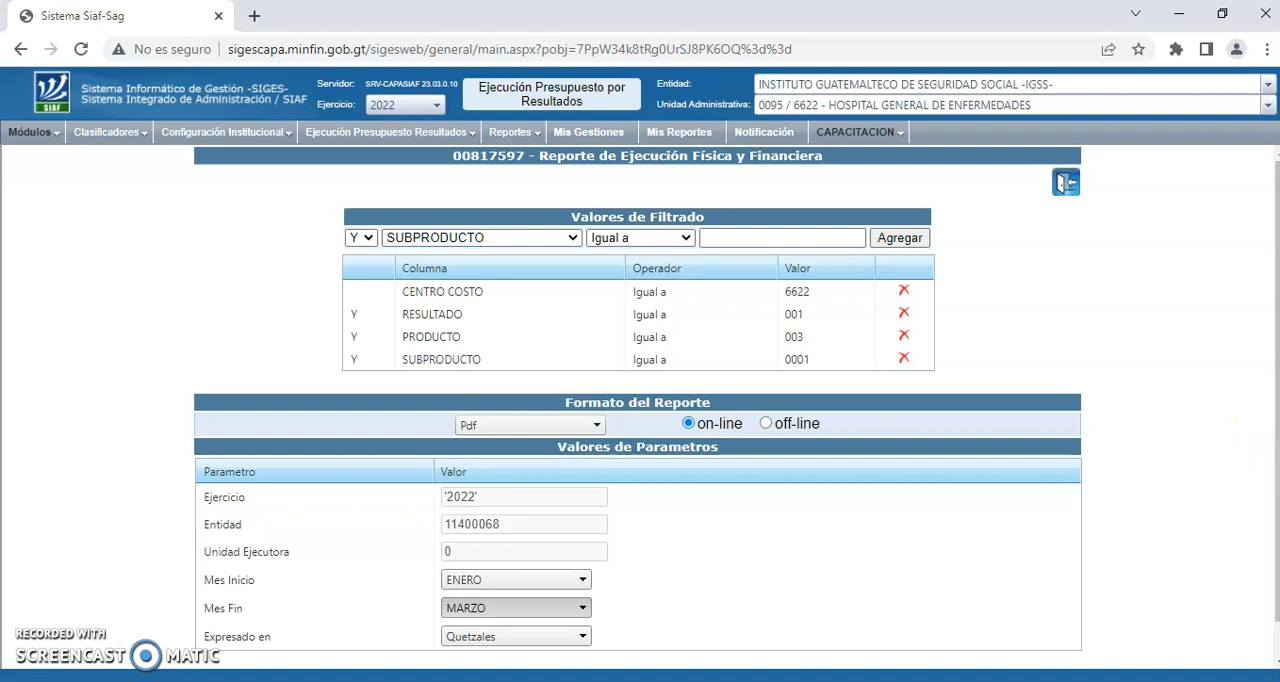 Sistema Siaf-Sag
No es seguro sigescapa.minfin.gob.gt/sigesweb/general/main.aspx?pobj=7PpW34k8tRg0UrSJ8PK6OQ%3d%3d
Sistema Informático de Gestión -SIGES-
Sistema Integrado de Administración / SIAF
SIAF
Servidor: SRV-CAPASIAF 23.03.0.10
Ejercicio: 2022
Ejecución Presupuesto por Resultados
Entidad: INSTITUTO GUATEMALTECO DE SEGURIDAD SOCIAL -IGSS-
Unidad Administrativa: 0095 / 6622 - HOSPITAL GENERAL DE ENFERMEDADES
Módulos Clasificadores Configuración Institucional Ejecución Presupuesto Resultados Reportes Mis Gestiones Mis Reportes Notificación CAPACITACION
00817597 - Reporte de Ejecución Física y Financiera
Valores de Filtrado
Y SUBPRODUCTO Igual a Agregar
Columna Operador Valor
CENTRO COSTO Igual a 6622
Y RESULTADO Igual a 001
Y PRODUCTO Igual a 003
Y SUBPRODUCTO Igual a 0001
Formato del Reporte
Pdf on-line off-line
Valores de Parametros
Parametro Valor
Ejercicio '2022'
Entidad 11400068
Unidad Ejecutora 0
Mes Inicio ENERO
Mes Fin MARZO
Expresado en Quetzales
RECORDED WITH
SCREENCAST MATIC